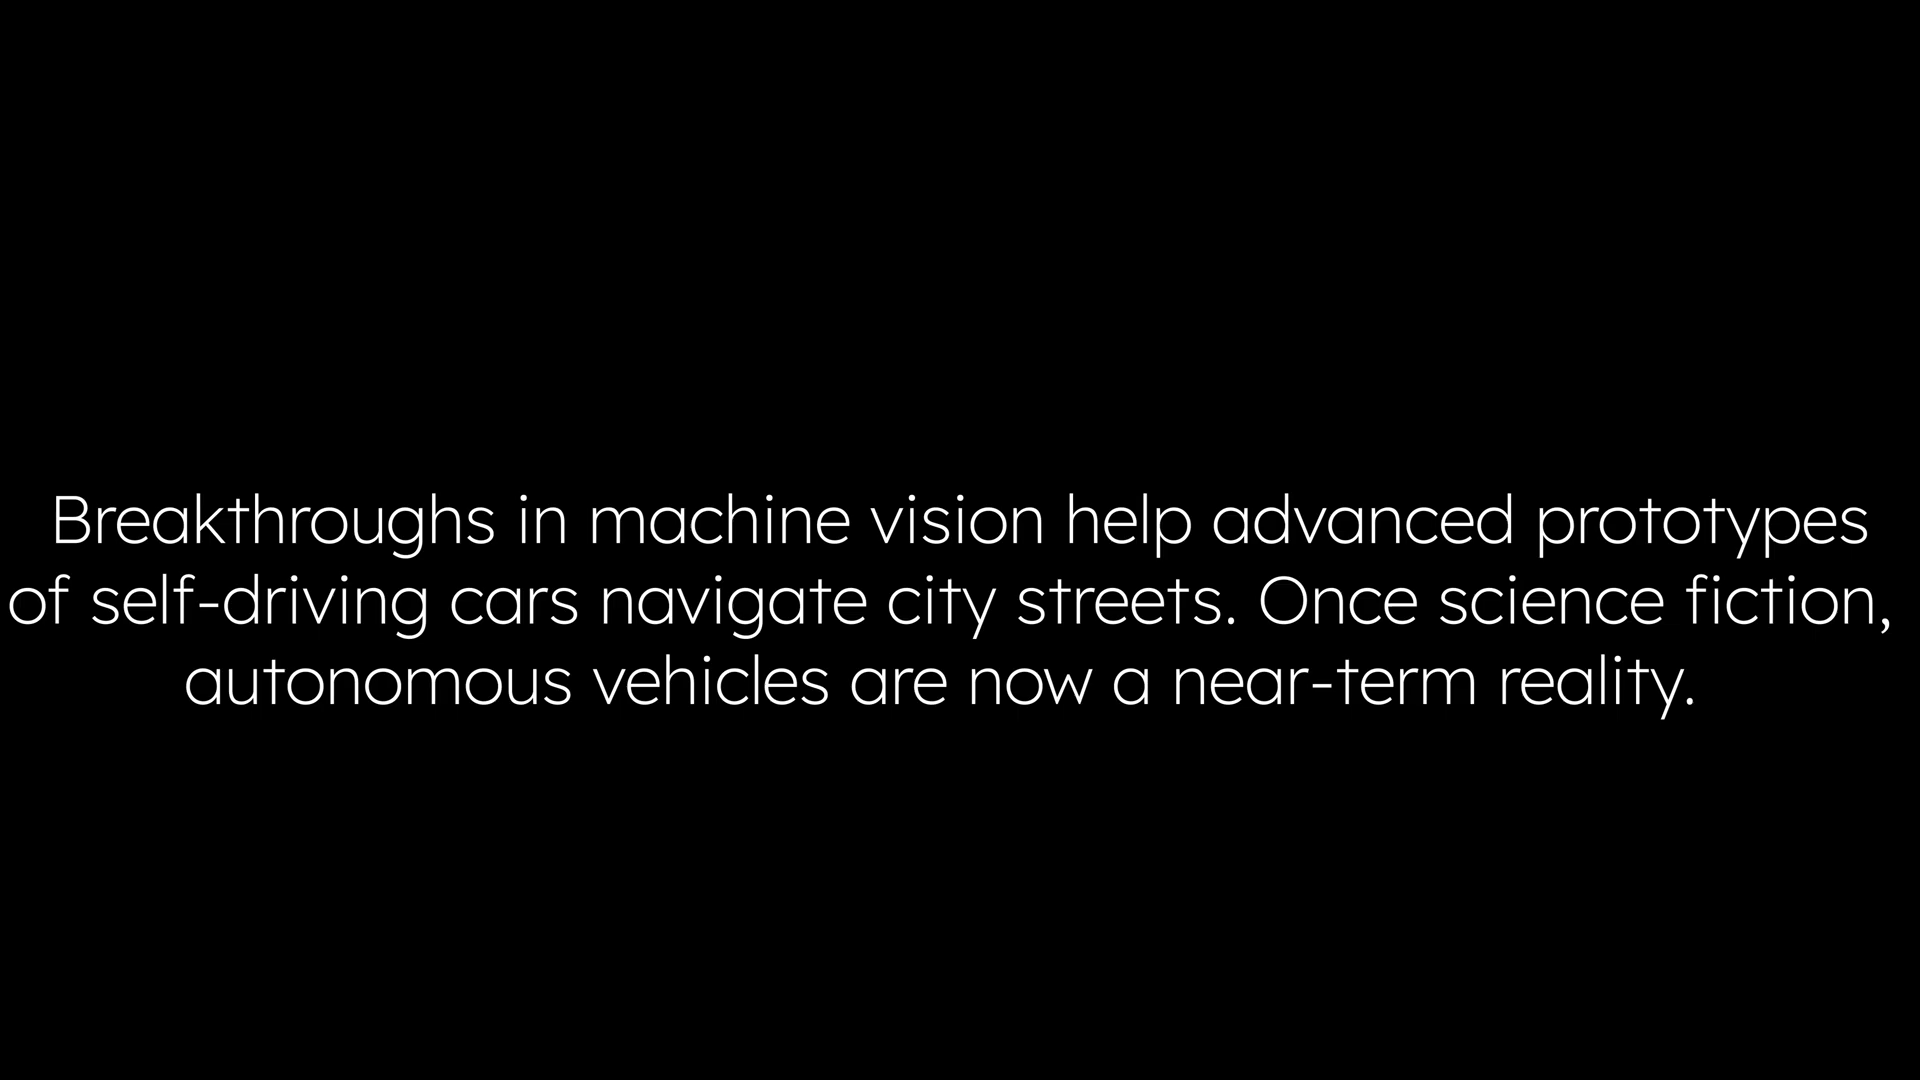 Breakthroughs in machine vision help advanced prototypes
of self-driving cars navigate city streets. Once science fiction,
autonomous vehicles are now a near-term reality.